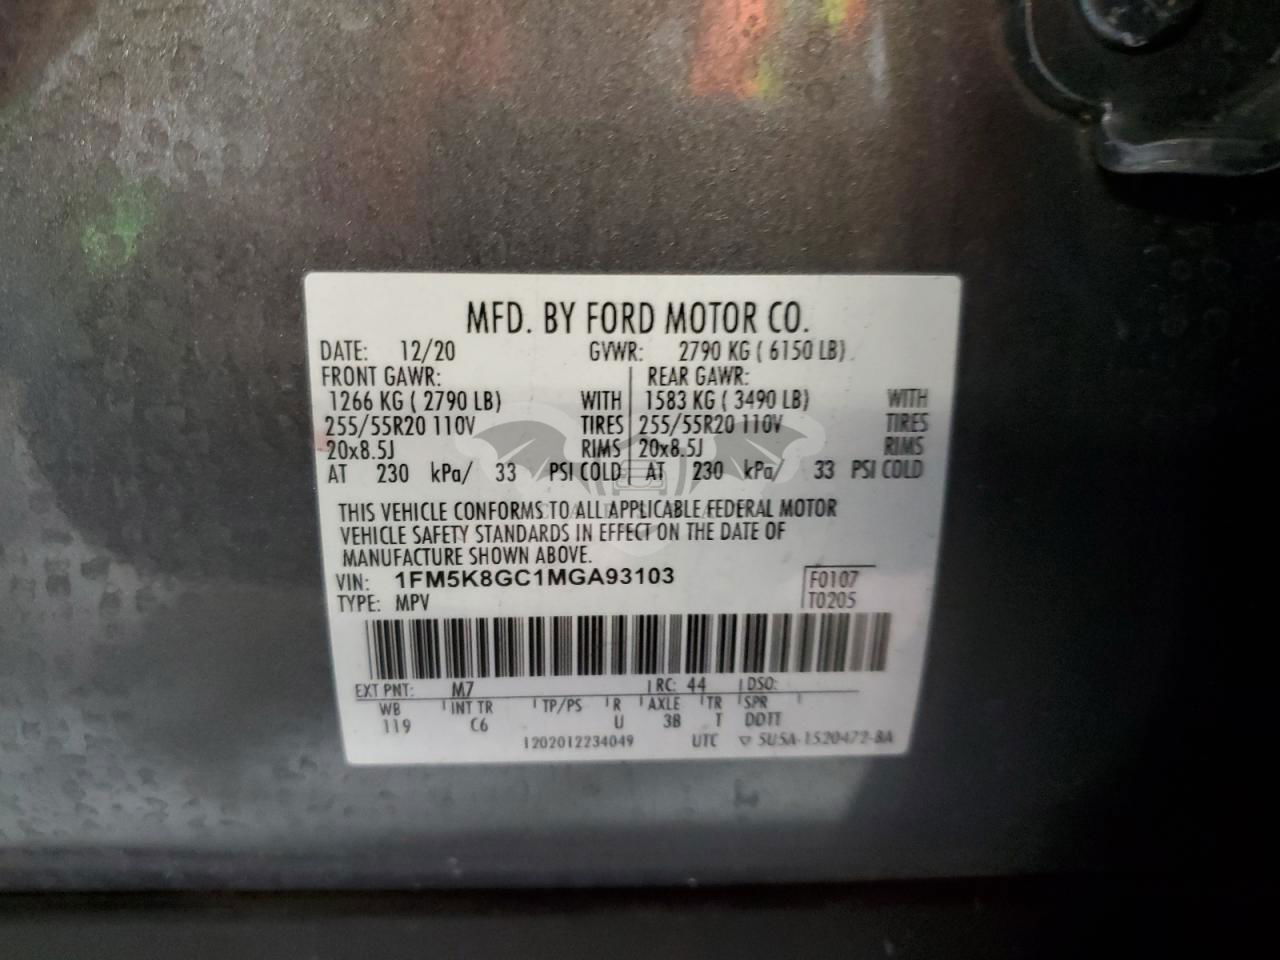 MFD. BY FORD MOTOR CO.
DATE: 12/20 GVWR: 2790 KG ( 6150 LB)
FRONT GAWR: REAR GAWR:
1266 KG ( 2790 LB) WITH 1583 KG ( 3490 LB) WITH
255/55R20 110V TIRES 255/55R20 110V TIRES
20x8.5J RIMS 20x8.5J RIMS
AT 230 kPa/ 33 PSI COLD AT 230 kPa/ 33 PSI COLD
THIS VEHICLE CONFORMS TO ALL APPLICABLE FEDERAL MOTOR
VEHICLE SAFETY STANDARDS IN EFFECT ON THE DATE OF
MANUFACTURE SHOWN ABOVE.
VIN: 1FM5K8GC1MGA93103 F0107
TYPE: MPV T0205
EXT PNT: M7 RC: 44 DSO:
WB INT TR TP/PS R AXLE TR SPR
119 C6 U 3B T DDTT
1202012234049 UTC ▽ 5U5A-1520472-BA